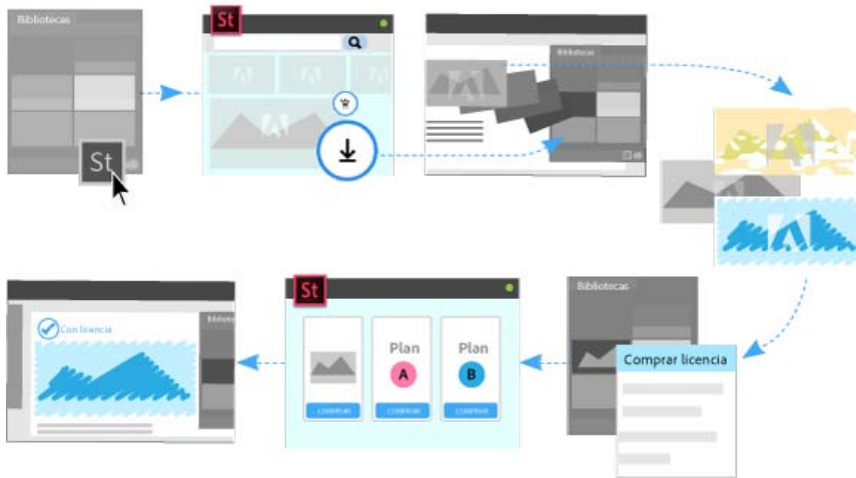 Bibliotecas
St
St
Bibliotecas
Bibliotecas
Comprar licencia
St
Plan
A
COMPRAR
Plan
B
COMPRAR
COMPRAR
Con licencia